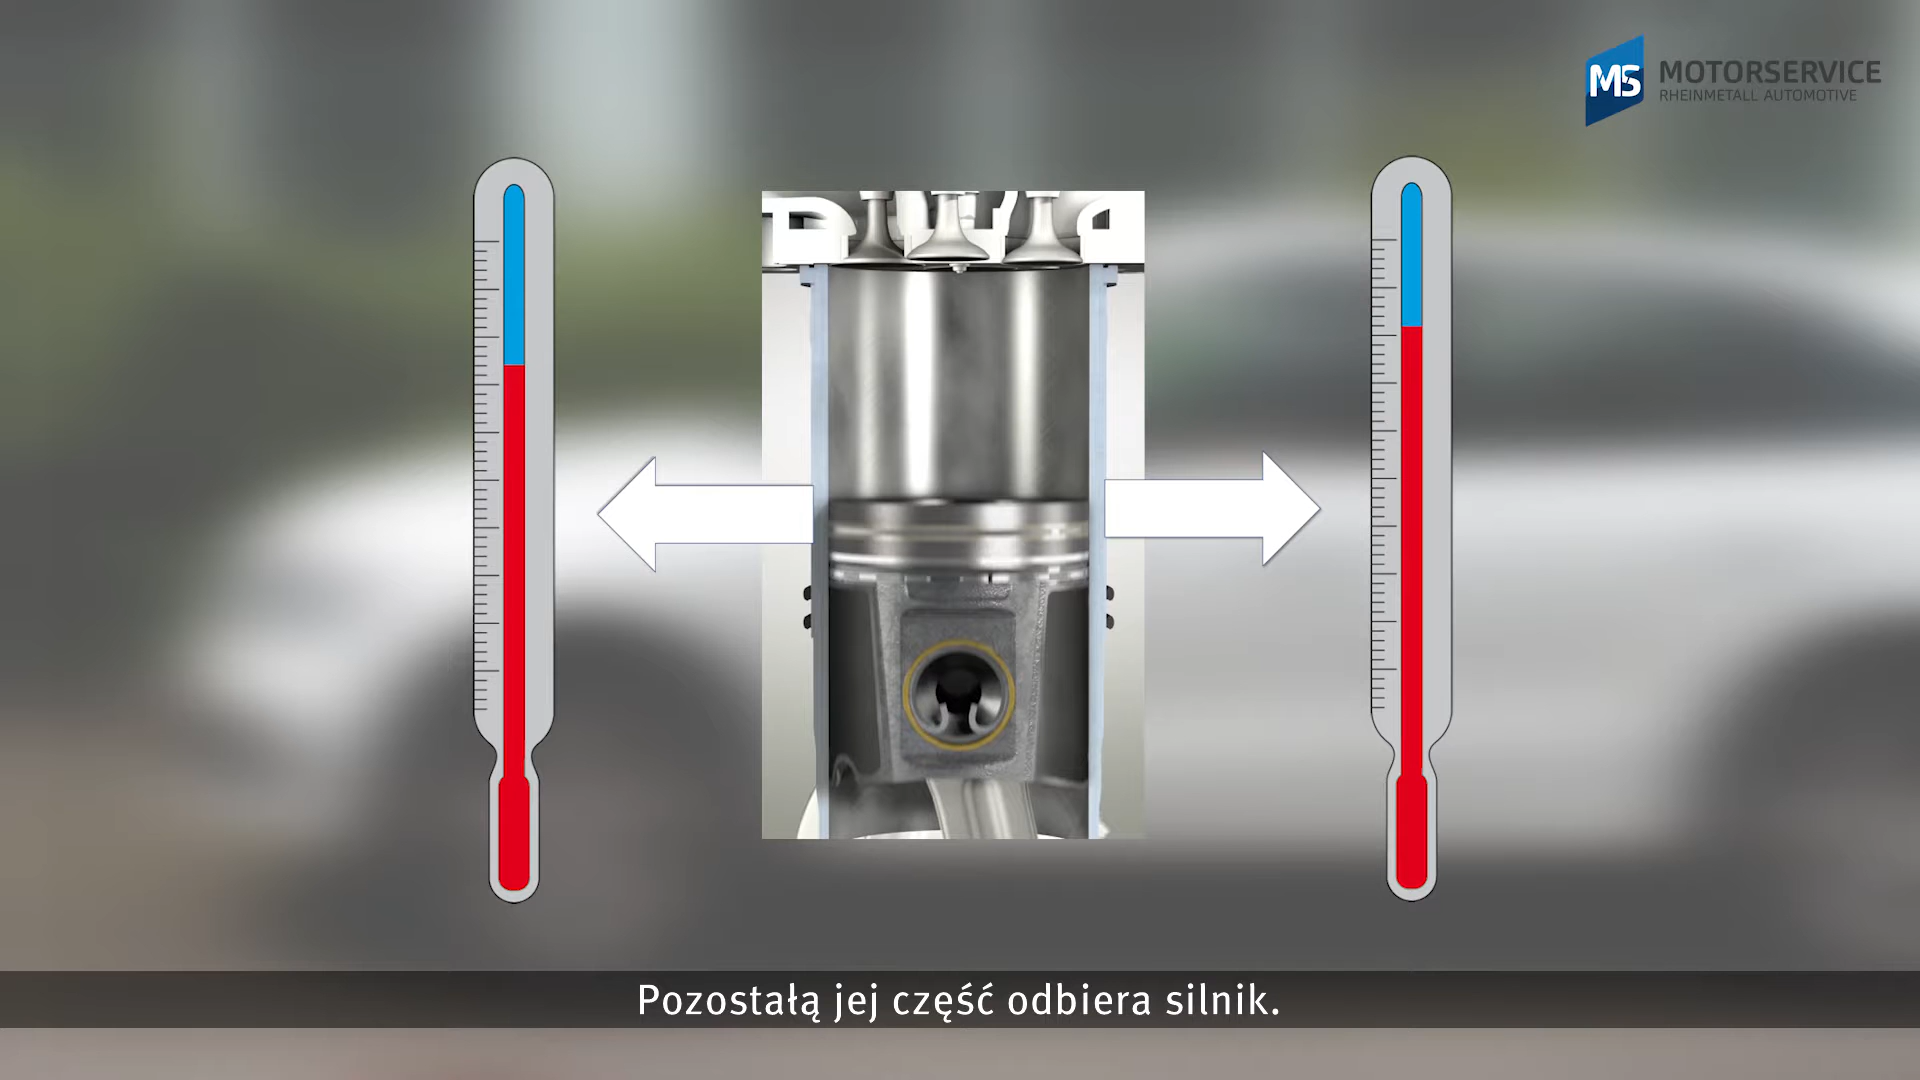 MS MOTORSERVICE
RHEINMETALL AUTOMOTIVE
Pozostałą jej część odbiera silnik.